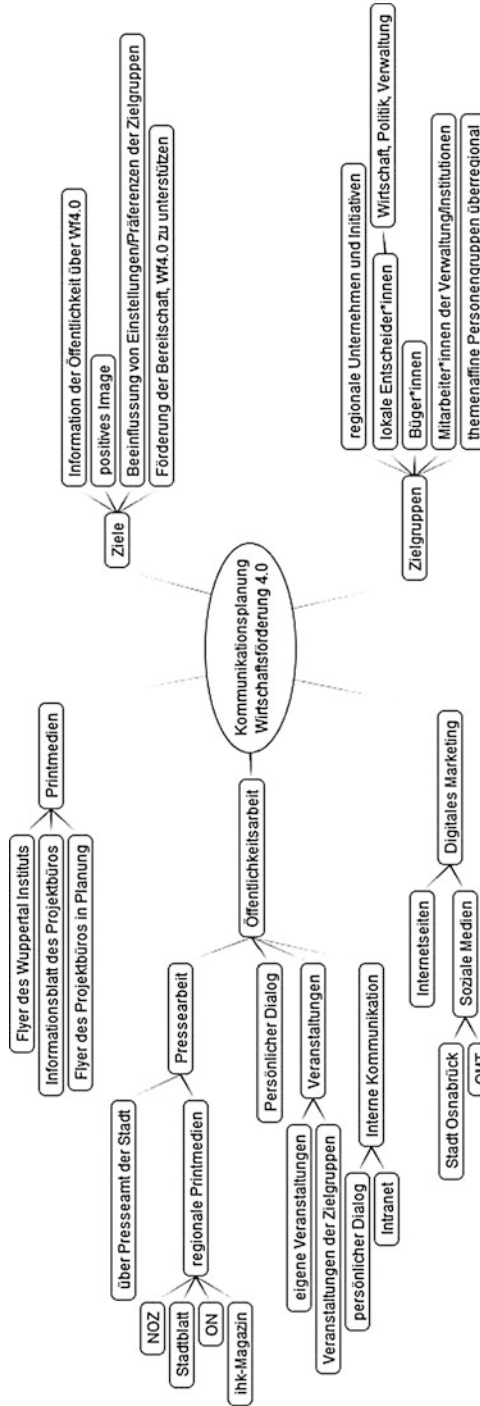 Kommunikationsplanung
Wirtschaftsförderung 4.0
Ziele
Information der Öffentlichkeit über Wf4.0
positives Image
Beeinflussung von Einstellungen/Präferenzen der Zielgruppen
Förderung der Bereitschaft, Wf4.0 zu unterstützen
Zielgruppen
regionale Unternehmen und Initiativen
lokale Entscheider*innen
Wirtschaft, Politik, Verwaltung
Büger*innen
Mitarbeiter*innen der Verwaltung/Institutionen
themenaffine Personengruppen überregional
Printmedien
Flyer des Wuppertal Instituts
Informationsblatt des Projektbüros
Flyer des Projektbüros in Planung
Öffentlichkeitsarbeit
Pressearbeit
über Presseamt der Stadt
regionale Printmedien
NOZ
Stadtblatt
ON
ihk-Magazin
Persönlicher Dialog
Veranstaltungen
eigene Veranstaltungen
Veranstaltungen der Zielgruppen
Interne Kommunikation
persönlicher Dialog
Intranet
Digitales Marketing
Internetseiten
Soziale Medien
Stadt Osnabrück